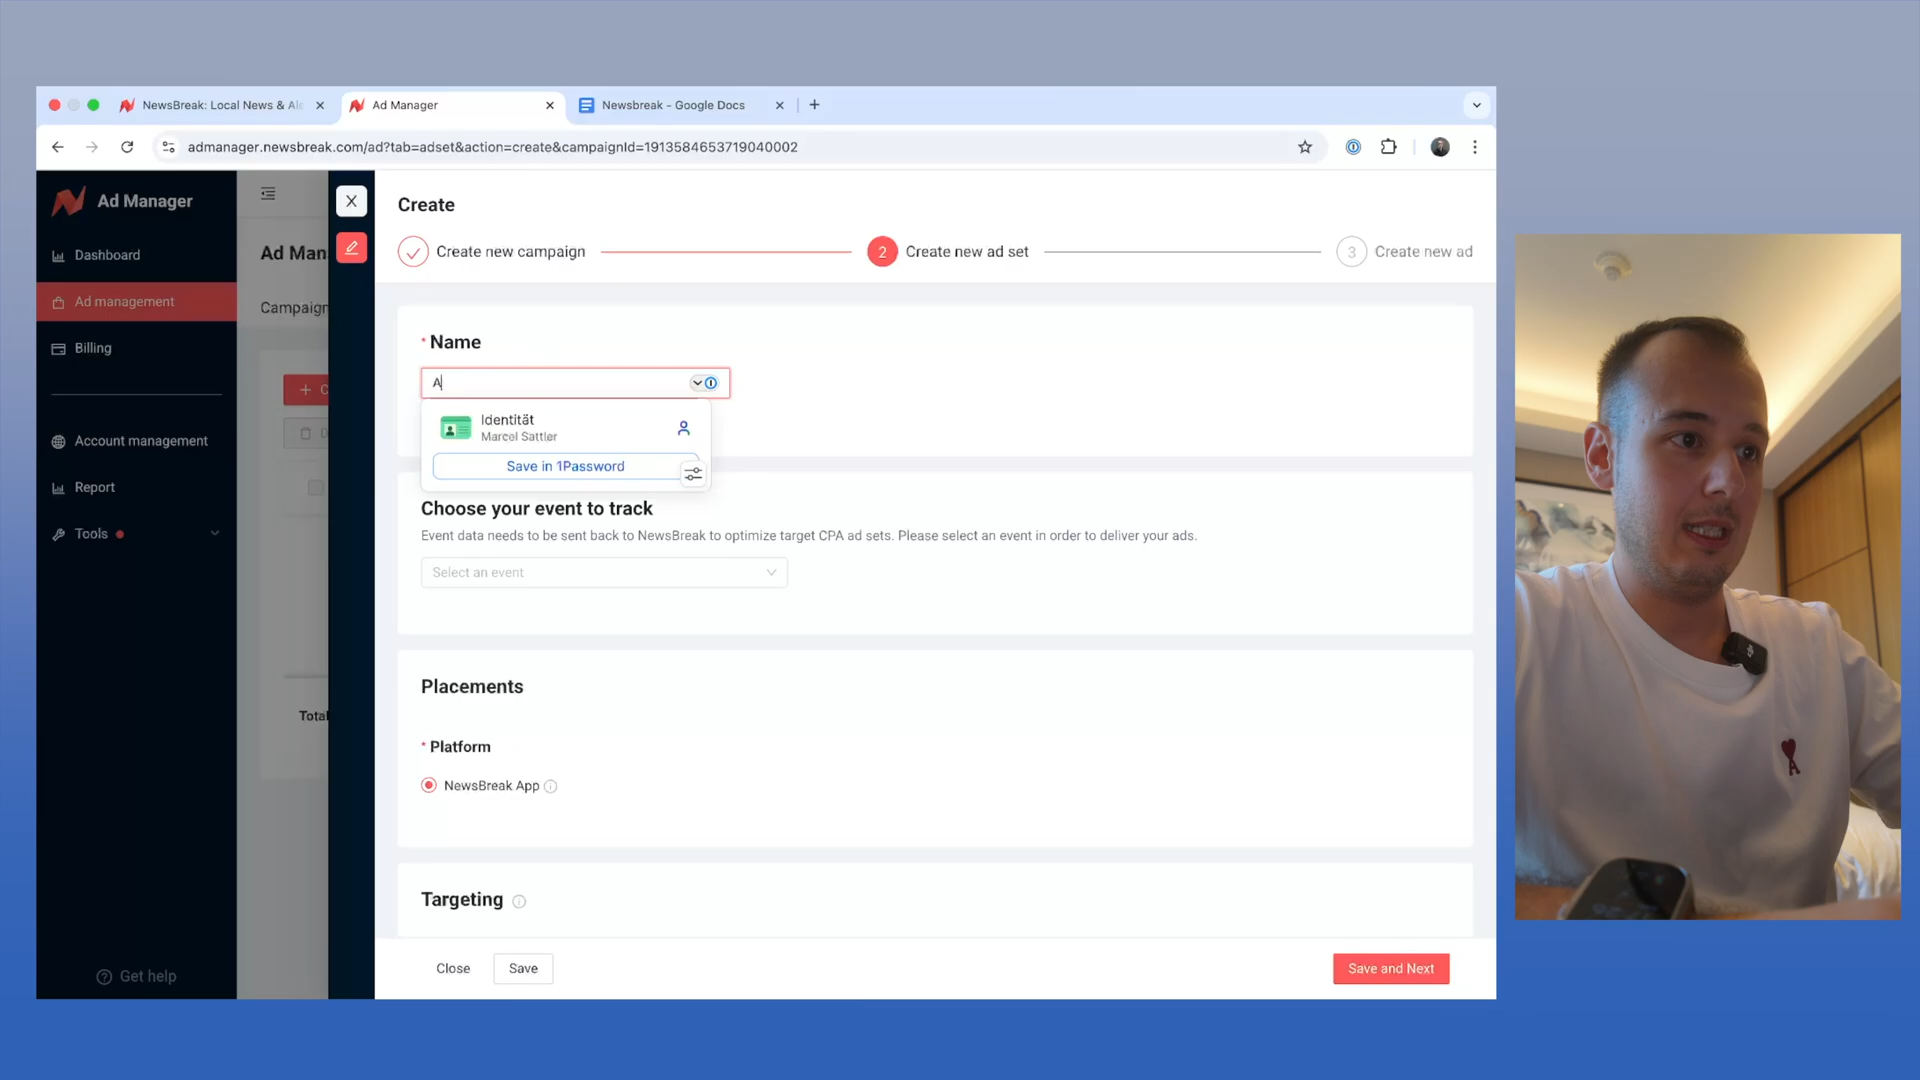 NewsBreak: Local News & Ale
Ad Manager
Newsbreak - Google Docs
admanager.newsbreak.com/ad?tab=adset&action=create&campaignId=1913584653719040002
Ad Manager
Dashboard
Ad management
Billing
Account management
Report
Tools
Get help
Ad Man
Campaign
+ C
Total
X
Create
Create new campaign
2 Create new ad set
3 Create new ad
* Name
A
Identität
Marcel Sattler
Save in 1Password
Choose your event to track
Event data needs to be sent back to NewsBreak to optimize target CPA ad sets. Please select an event in order to deliver your ads.
Select an event
Placements
* Platform
NewsBreak App
Targeting
Close
Save
Save and Next
A